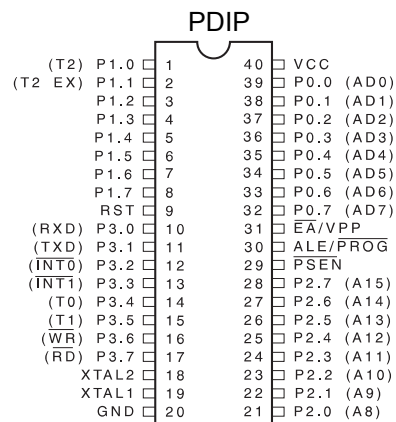 PDIP
(T2) P1.0 1 40 VCC
(T2 EX) P1.1 2 39 P0.0 (AD0)
P1.2 3 38 P0.1 (AD1)
P1.3 4 37 P0.2 (AD2)
P1.4 5 36 P0.3 (AD3)
P1.5 6 35 P0.4 (AD4)
P1.6 7 34 P0.5 (AD5)
P1.7 8 33 P0.6 (AD6)
RST 9 32 P0.7 (AD7)
(RXD) P3.0 10 31 E̅A̅/VPP
(TXD) P3.1 11 30 ALE/P̅R̅O̅G̅
(I̅N̅T̅0̅) P3.2 12 29 P̅S̅E̅N̅
(I̅N̅T̅1̅) P3.3 13 28 P2.7 (A15)
(T0) P3.4 14 27 P2.6 (A14)
(T1) P3.5 15 26 P2.5 (A13)
(W̅R̅) P3.6 16 25 P2.4 (A12)
(R̅D̅) P3.7 17 24 P2.3 (A11)
XTAL2 18 23 P2.2 (A10)
XTAL1 19 22 P2.1 (A9)
GND 20 21 P2.0 (A8)